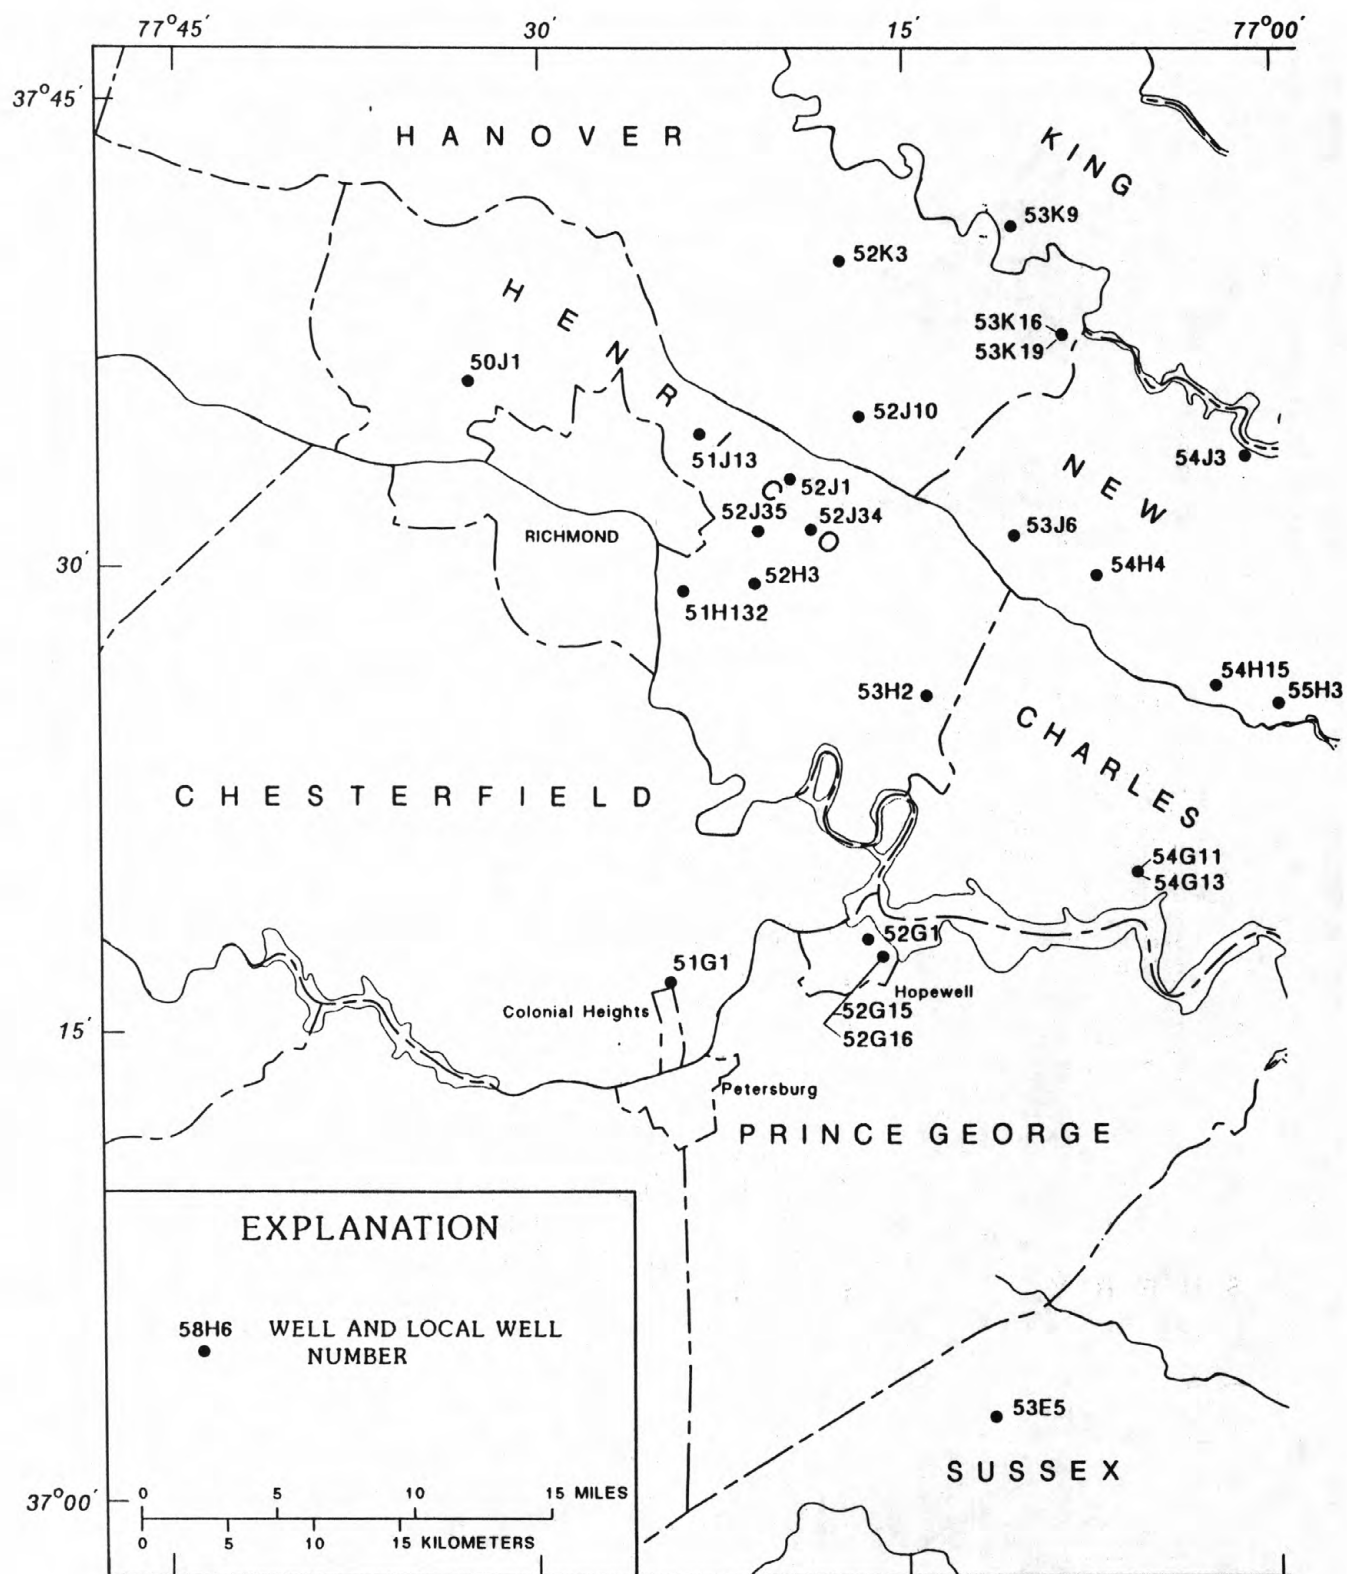 77°45′ 30′ 15′ 77°00′
37°45′
HANOVER
KING
53K9
52K3
HENR
53K16
53K19
50J1
52J10
51J13
NEW
54J3
52J1
52J35
52J34
RICHMOND
53J6
30′
52H3
54H4
51H132
54H15
53H2
55H3
CHARLES
CHESTERFIELD
O
O
54G11
54G13
52G1
51G1
Hopewell
Colonial Heights
52G15
15′
52G16
Petersburg
PRINCE GEORGE
EXPLANATION
58H6 WELL AND LOCAL WELL
NUMBER
53E5
SUSSEX
37°00′
0 5 10 15 MILES
0 5 10 15 KILOMETERS